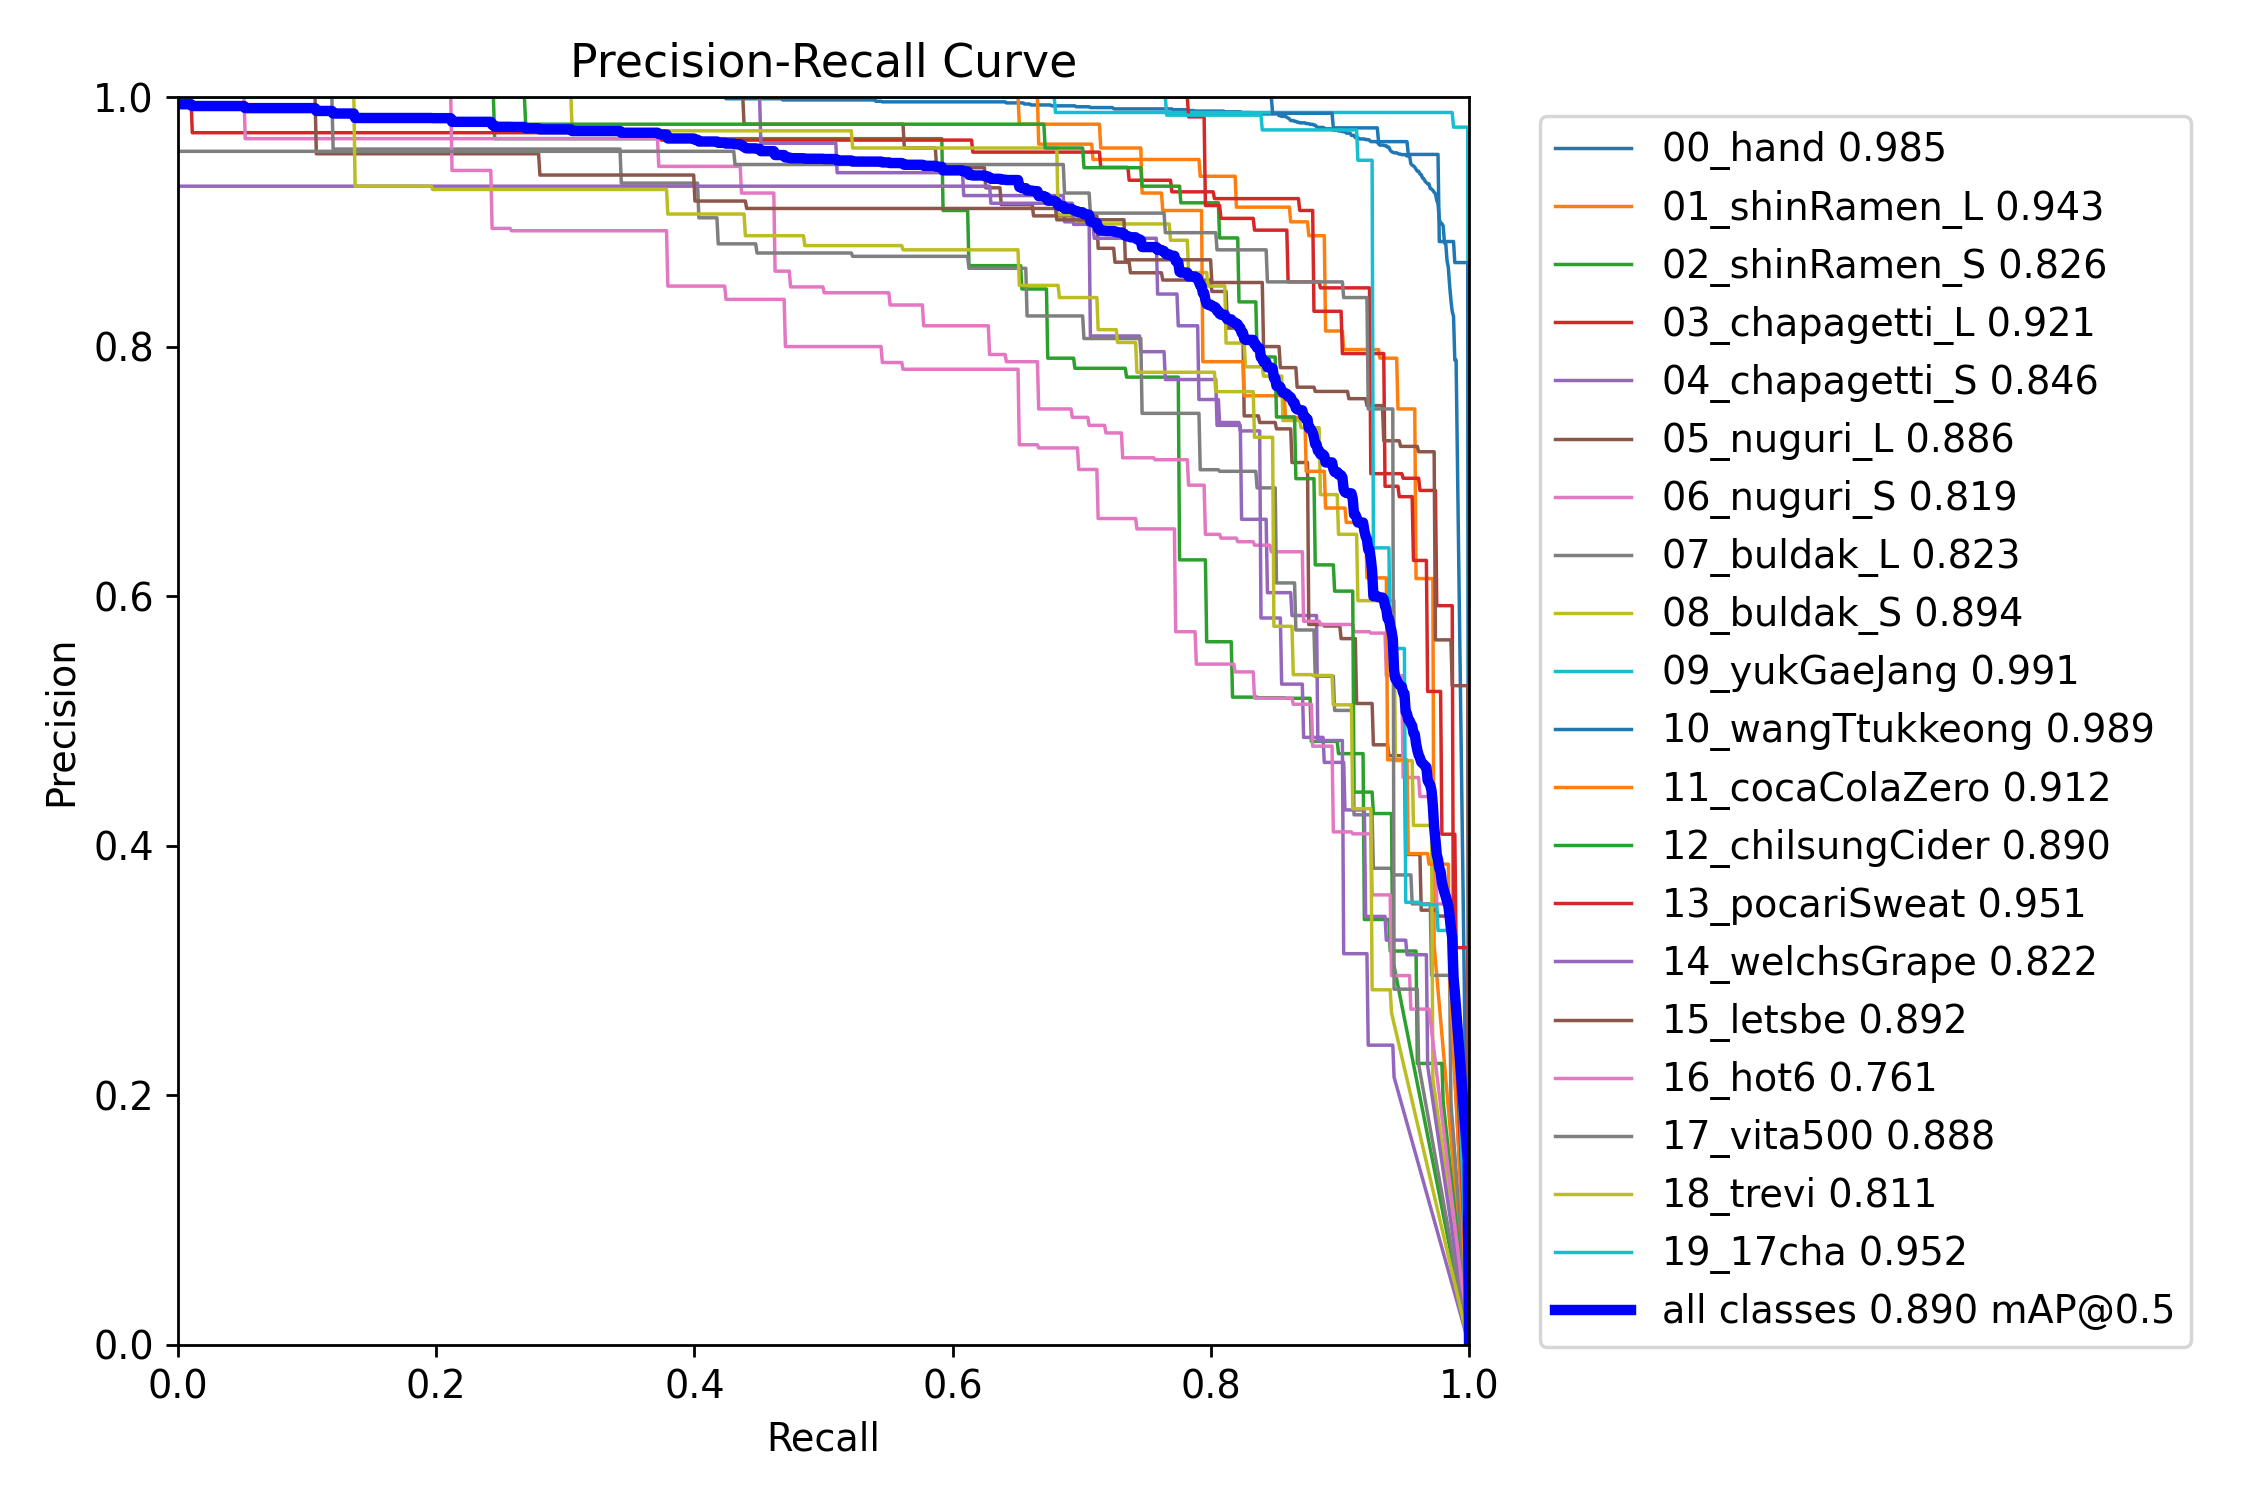 Precision-Recall Curve
1.0
0.8
0.6
0.4
0.2
0.0
Precision
0.0 0.2 0.4 0.6 0.8 1.0
Recall
00_hand 0.985
01_shinRamen_L 0.943
02_shinRamen_S 0.826
03_chapagetti_L 0.921
04_chapagetti_S 0.846
05_nuguri_L 0.886
06_nuguri_S 0.819
07_buldak_L 0.823
08_buldak_S 0.894
09_yukGaeJang 0.991
10_wangTtukkeong 0.989
11_cocaColaZero 0.912
12_chilsungCider 0.890
13_pocariSweat 0.951
14_welchsGrape 0.822
15_letsbe 0.892
16_hot6 0.761
17_vita500 0.888
18_trevi 0.811
19_17cha 0.952
all classes 0.890 mAP@0.5